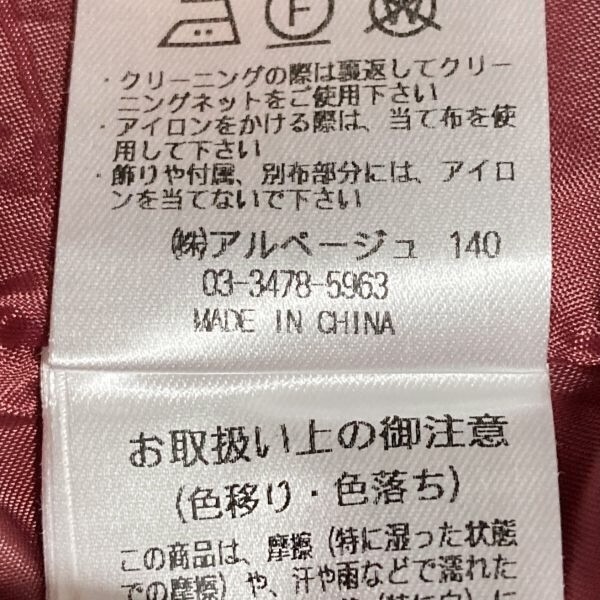 F
W
・クリーニングの際は裏返してクリー
ニングネットをご使用下さい
・アイロンをかける際は、当て布を使
用して下さい
・飾りや付属、別布部分には、アイロ
ンを当てないで下さい
㈱アルページュ 140
03-3478-5963
MADE IN CHINA
お取扱い上の御注意
(色移り・色落ち)
この商品は、摩擦(特に湿った状態
での摩擦)や、汗や雨などで濡れた